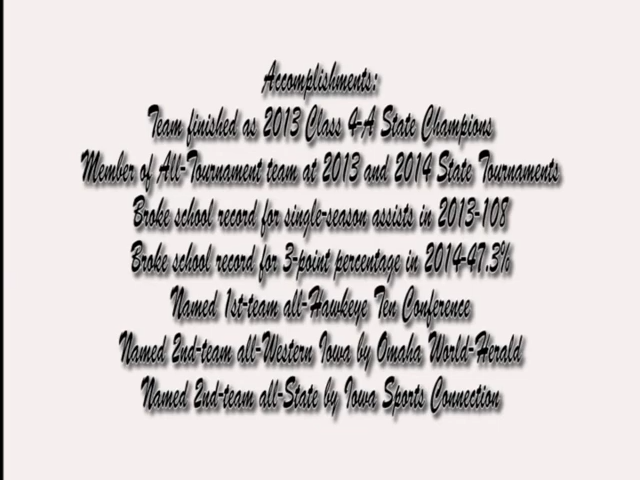 Accomplishments:
Team finished as 2013 Class 4-A State Champions
Member of All-Tournament team at 2013 and 2014 State Tournaments
Broke school record for single-season assists in 2013-108
Broke school record for 3-point percentage in 2014-47.3%
Named 1st-team all-Hawkeye Ten Conference
Named 2nd-team all-Western Iowa by Omaha World-Herald
Named 2nd-team all-State by Iowa Sports Connection